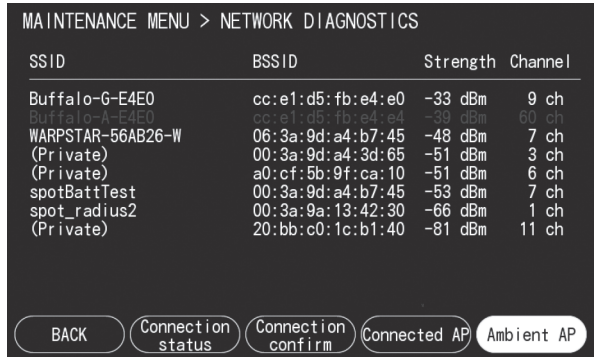 MAINTENANCE MENU > NETWORK DIAGNOSTICS
SSID BSSID Strength Channel
Buffalo-G-E4E0 cc:e1:d5:fb:e4:e0 -33 dBm 9 ch
Buffalo-A-E4E0 cc:e1:d5:fb:e4:e4 -39 dBm 60 ch
WARPSTAR-56AB26-W 06:3a:9d:a4:b7:45 -48 dBm 7 ch
(Private) 00:3a:9d:a4:3d:65 -51 dBm 3 ch
(Private) a0:cf:5b:9f:ca:10 -51 dBm 6 ch
spotBattTest 00:3a:9d:a4:b7:45 -53 dBm 7 ch
spot_radius2 00:3a:9a:13:42:30 -66 dBm 1 ch
(Private) 20:bb:c0:1c:b1:40 -81 dBm 11 ch
BACK
Connection status
Connection confirm
Connected AP
Ambient AP